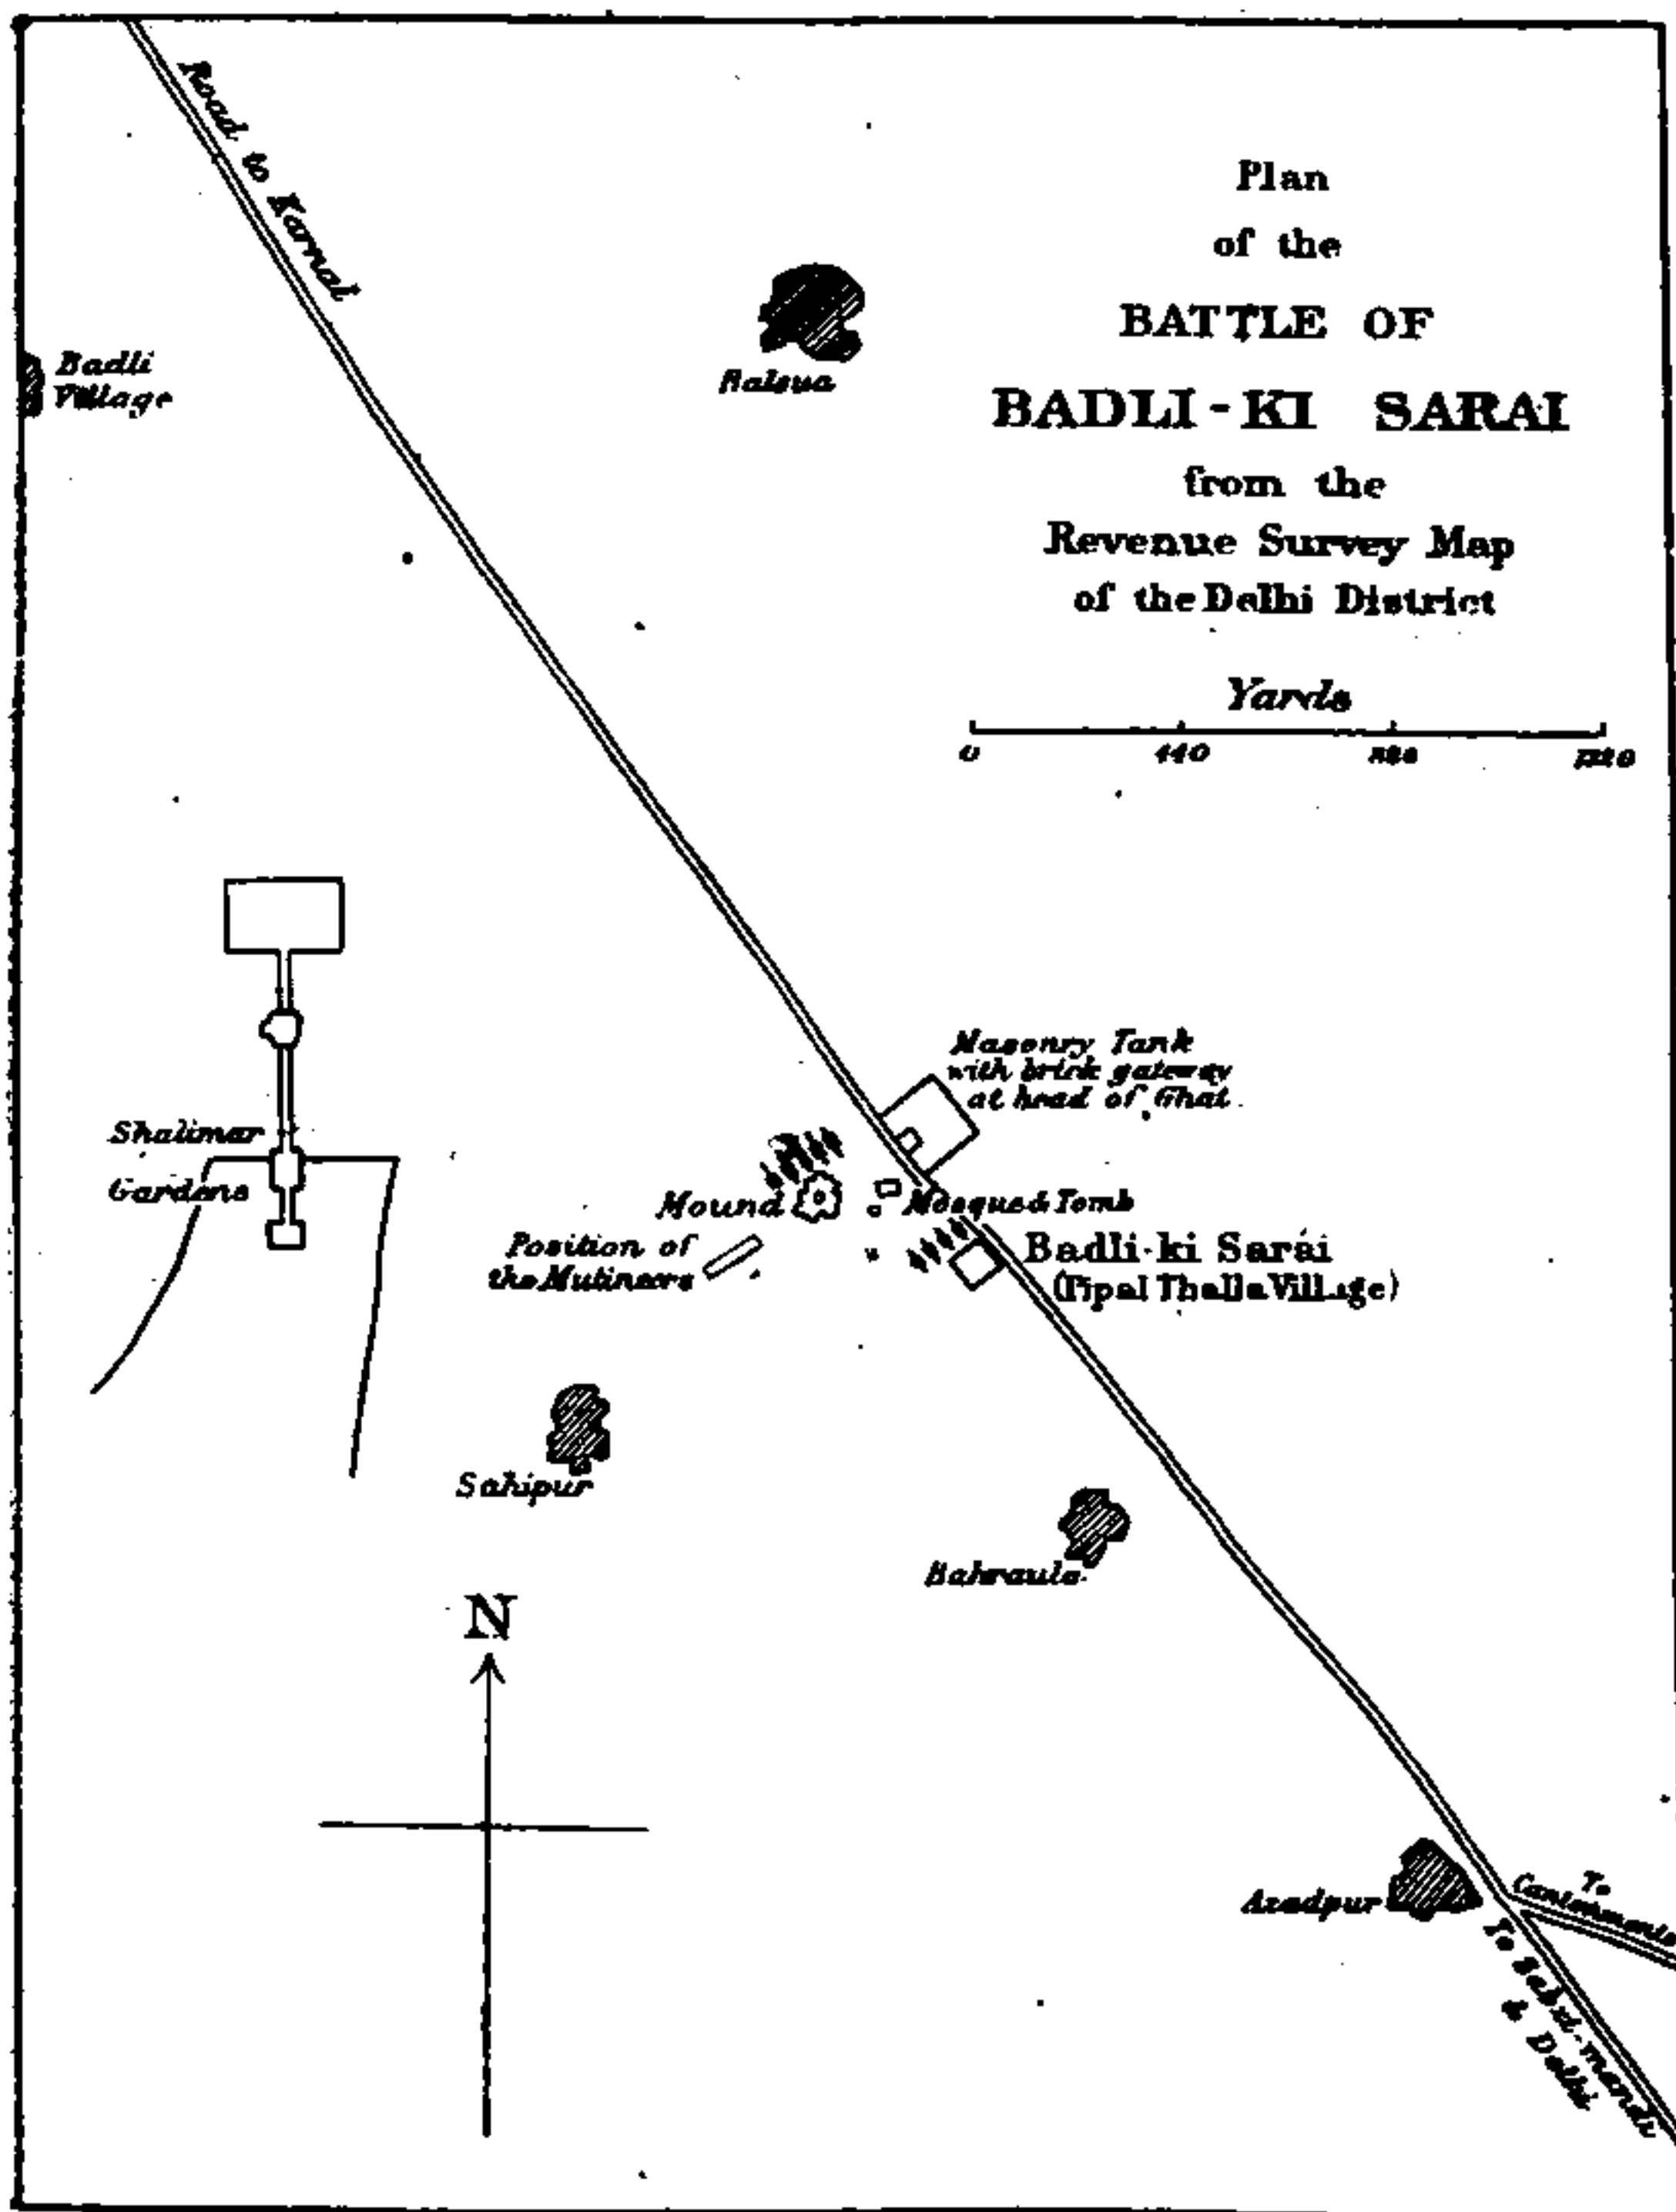 Plan
of the
BATTLE OF
BADLI-KI SARAI
from the
Revenue Survey Map
of the Delhi District
Yards
0 440 880 1320
Road to Karnal
Badli
Village
Masonry Tank
with brick gateway
at head of Ghat
Shalimar
Gardens
Mound
Mosque & Tomb
Position of
the Mutineers
Badli-ki Sarai
(Pipal Thalla Village)
Sahipur
N
Azadpur
To
Cantonments
To Sabzi-mandi
& Delhi